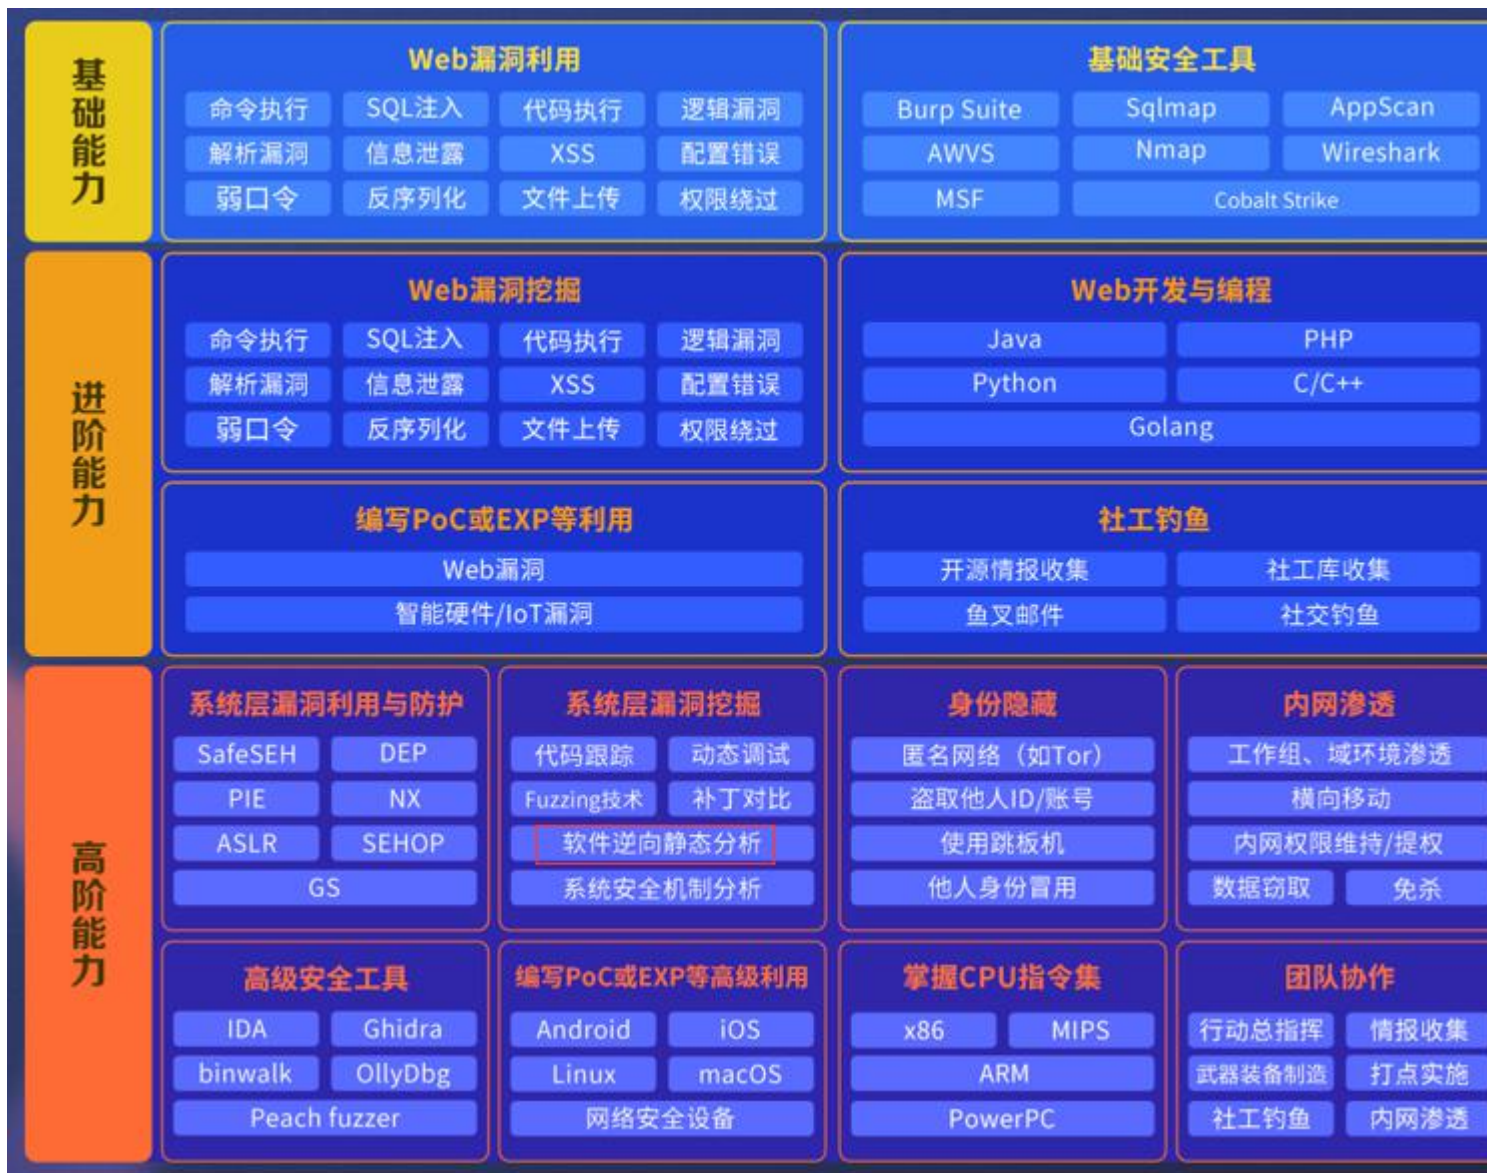 基础能力
Web漏洞利用
命令执行 SQL注入 代码执行 逻辑漏洞
解析漏洞 信息泄露 XSS 配置错误
弱口令 反序列化 文件上传 权限绕过
基础安全工具
Burp Suite Sqlmap AppScan
AWVS Nmap Wireshark
MSF Cobalt Strike
进阶能力
Web漏洞挖掘
命令执行 SQL注入 代码执行 逻辑漏洞
解析漏洞 信息泄露 XSS 配置错误
弱口令 反序列化 文件上传 权限绕过
Web开发与编程
Java PHP
Python C/C++
Golang
编写PoC或EXP等利用
Web漏洞
智能硬件/IoT漏洞
社工钓鱼
开源情报收集 社工库收集
鱼叉邮件 社交钓鱼
高阶能力
系统层漏洞利用与防护
SafeSEH DEP
PIE NX
ASLR SEHOP
GS
系统层漏洞挖掘
代码跟踪 动态调试
Fuzzing技术 补丁对比
软件逆向静态分析
系统安全机制分析
身份隐藏
匿名网络（如Tor）
盗取他人ID/账号
使用跳板机
他人身份冒用
内网渗透
工作组、域环境渗透
横向移动
内网权限维持/提权
数据窃取 免杀
高级安全工具
IDA Ghidra
binwalk OllyDbg
Peach fuzzer
编写PoC或EXP等高级利用
Android iOS
Linux macOS
网络安全设备
掌握CPU指令集
x86 MIPS
ARM
PowerPC
团队协作
行动总指挥 情报收集
武器装备制造 打点实施
社工钓鱼 内网渗透